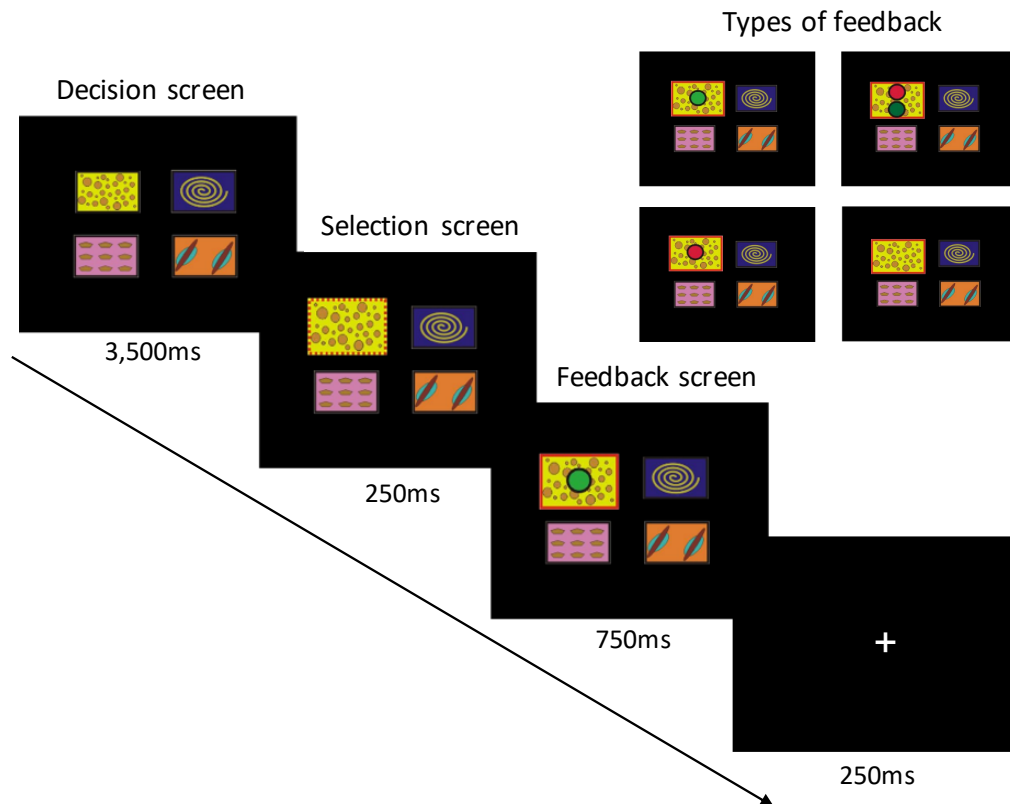 Types of feedback
Decision screen
3,500ms
Selection screen
250ms
Feedback screen
750ms
250ms